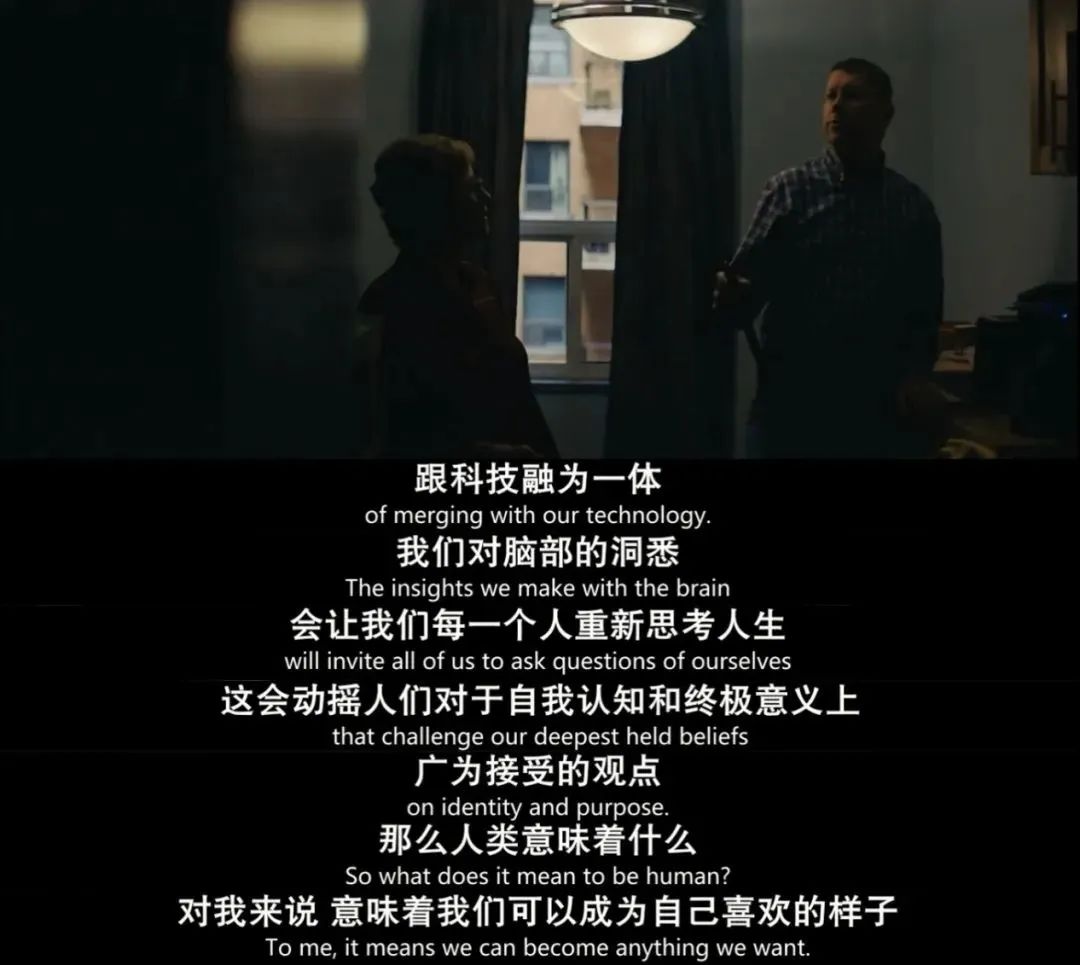 跟科技融为一体
of merging with our technology.
我们对脑部的洞悉
The insights we make with the brain
会让我们每一个人重新思考人生
will invite all of us to ask questions of ourselves
这会动摇人们对于自我认知和终极意义上
that challenge our deepest held beliefs
广为接受的观点
on identity and purpose.
那么人类意味着什么
So what does it mean to be human?
对我来说 意味着我们可以成为自己喜欢的样子
To me, it means we can become anything we want.